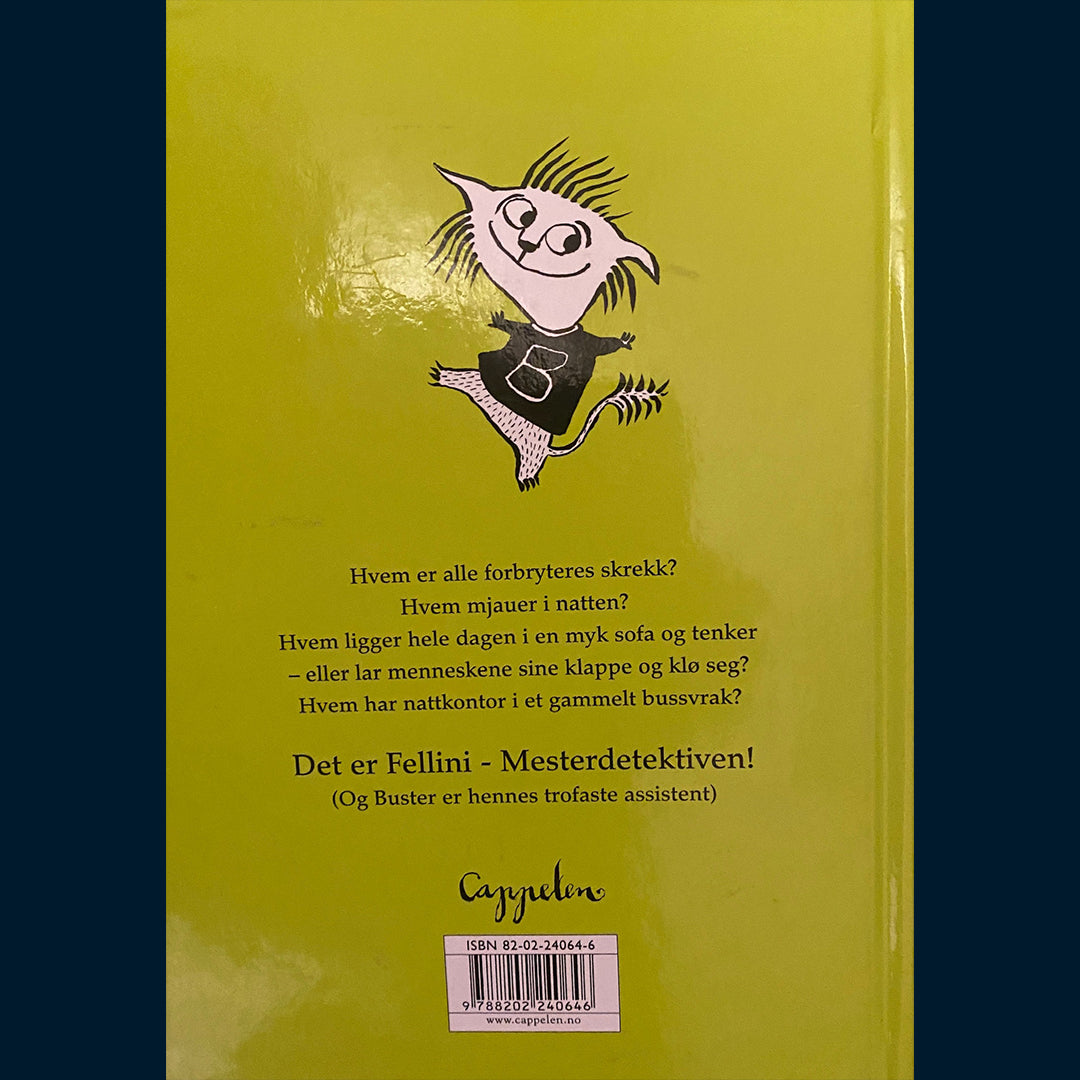 B
Hvem er alle forbryteres skrekk?
Hvem mjauer i natten?
Hvem ligger hele dagen i en myk sofa og tenker
– eller lar menneskene sine klappe og klø seg?
Hvem har nattkontor i et gammelt bussvrak?
Det er Fellini - Mesterdetektiven!
(Og Buster er hennes trofaste assistent)
Cappelen
ISBN 82-02-24064-6
9 788202 240646
www.cappelen.no